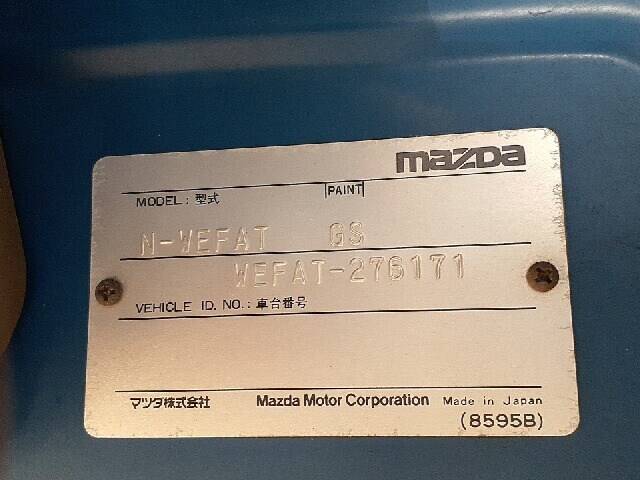 mazda
MODEL：型式 PAINT
N-WEFAT GS
WEFAT-276171
VEHICLE ID. NO.：車台番号
マツダ株式会社 Mazda Motor Corporation Made in Japan
(8595B)